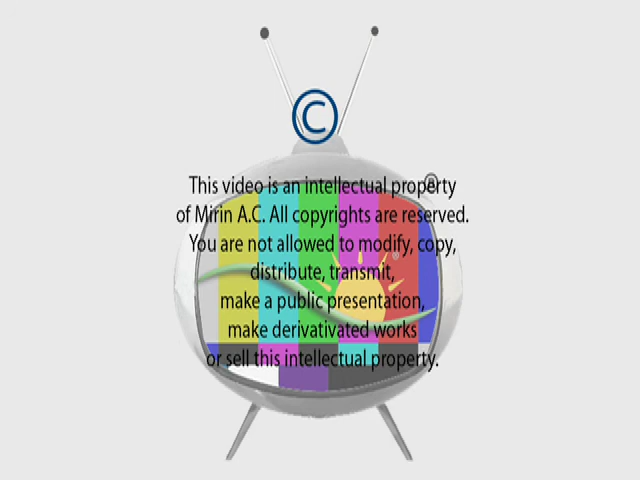 ©
This video is an intellectual property
of Mirin A.C. All copyrights are reserved.
You are not allowed to modify, copy,
distribute, transmit,
make a public presentation,
make derivativated works
or sell this intellectual property.